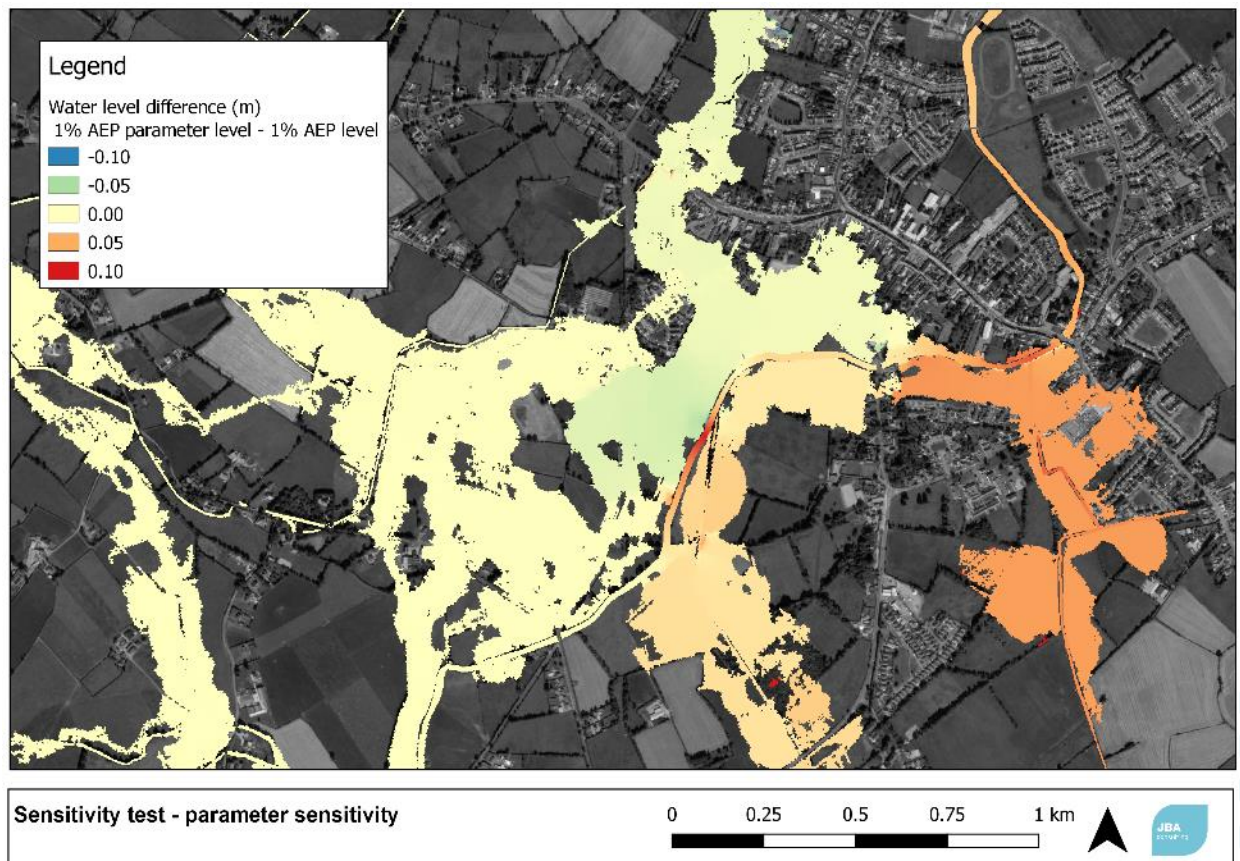 Legend
Water level difference (m)
1% AEP parameter level - 1% AEP level
-0.10
-0.05
0.00
0.05
0.10
Sensitivity test - parameter sensitivity
0 0.25 0.5 0.75 1 km
JBA